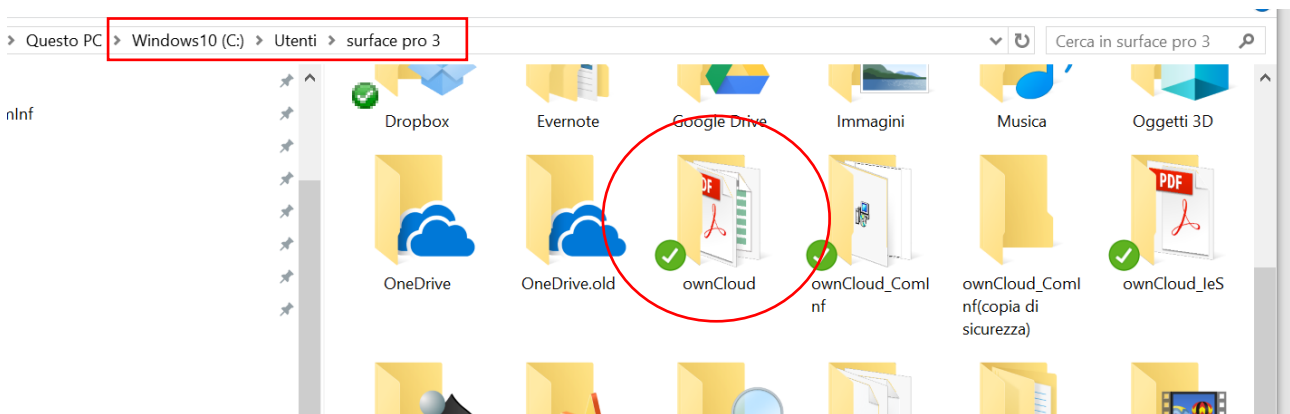 > Questo PC > Windows10 (C:) > Utenti > surface pro 3
Cerca in surface pro 3
mInf
Dropbox
Evernote
Google Drive
Immagini
Musica
Oggetti 3D
PDF
PDF
OneDrive
OneDrive.old
ownCloud
ownCloud_ComI
nf
ownCloud_ComI
nf(copia di
sicurezza)
ownCloud_IeS